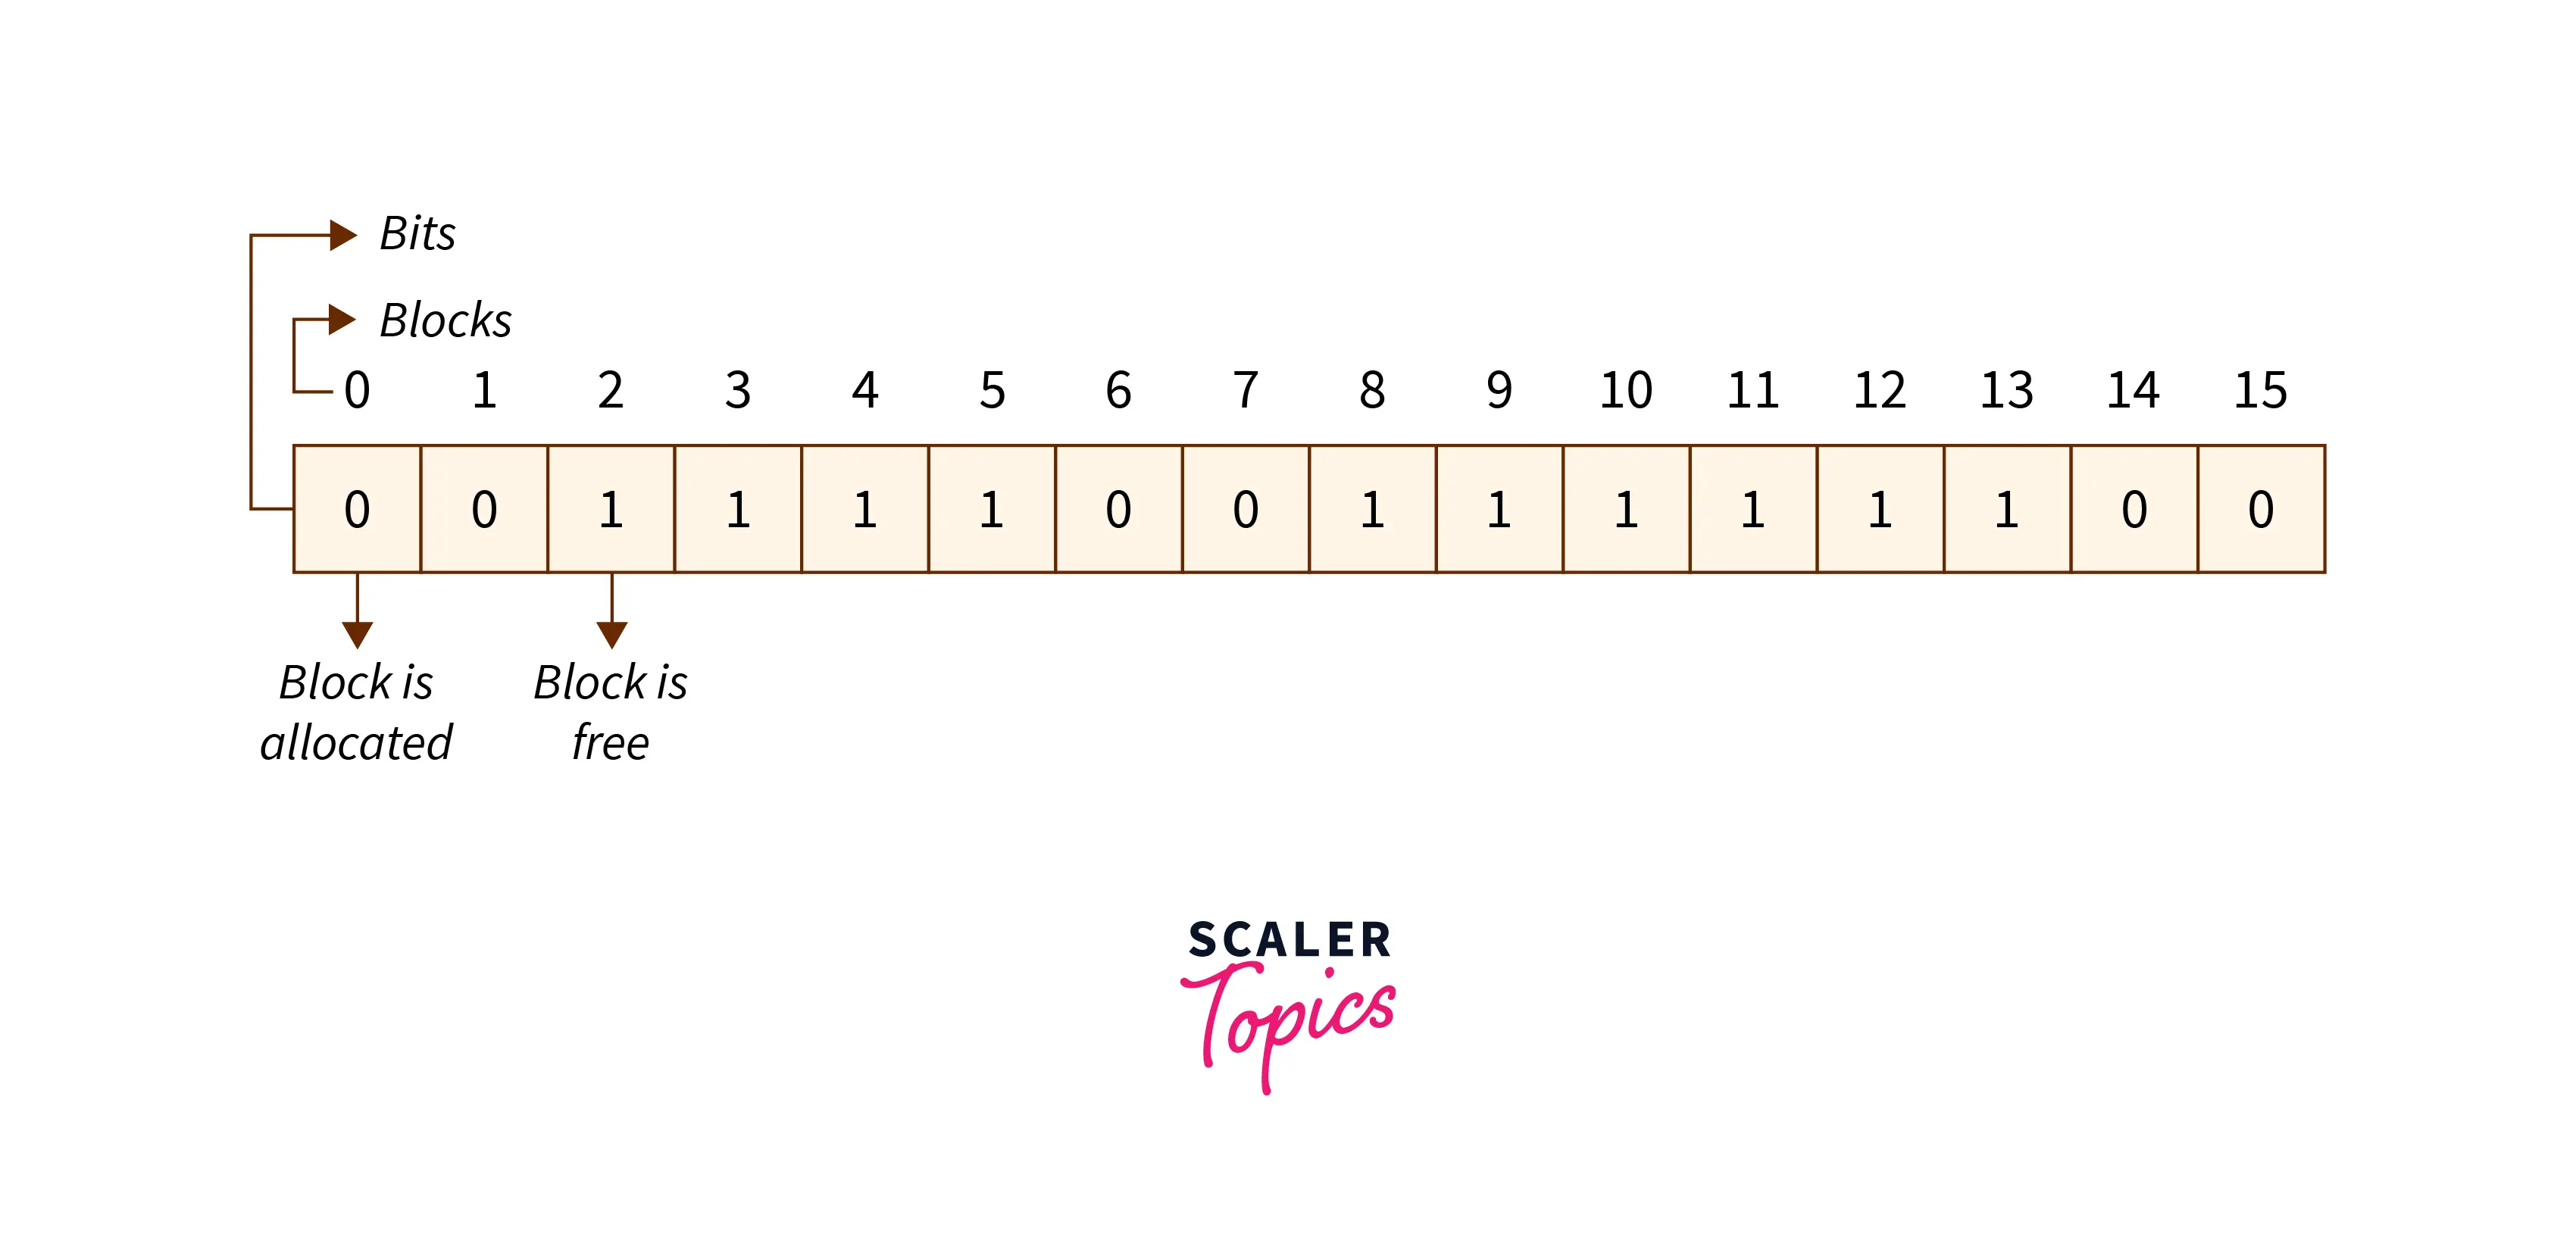 Bits
Blocks
0 1 2 3 4 5 6 7 8 9 10 11 12 13 14 15
0 0 1 1 1 1 0 0 1 1 1 1 1 1 0 0
Block is allocated
Block is free
SCALER
Topics